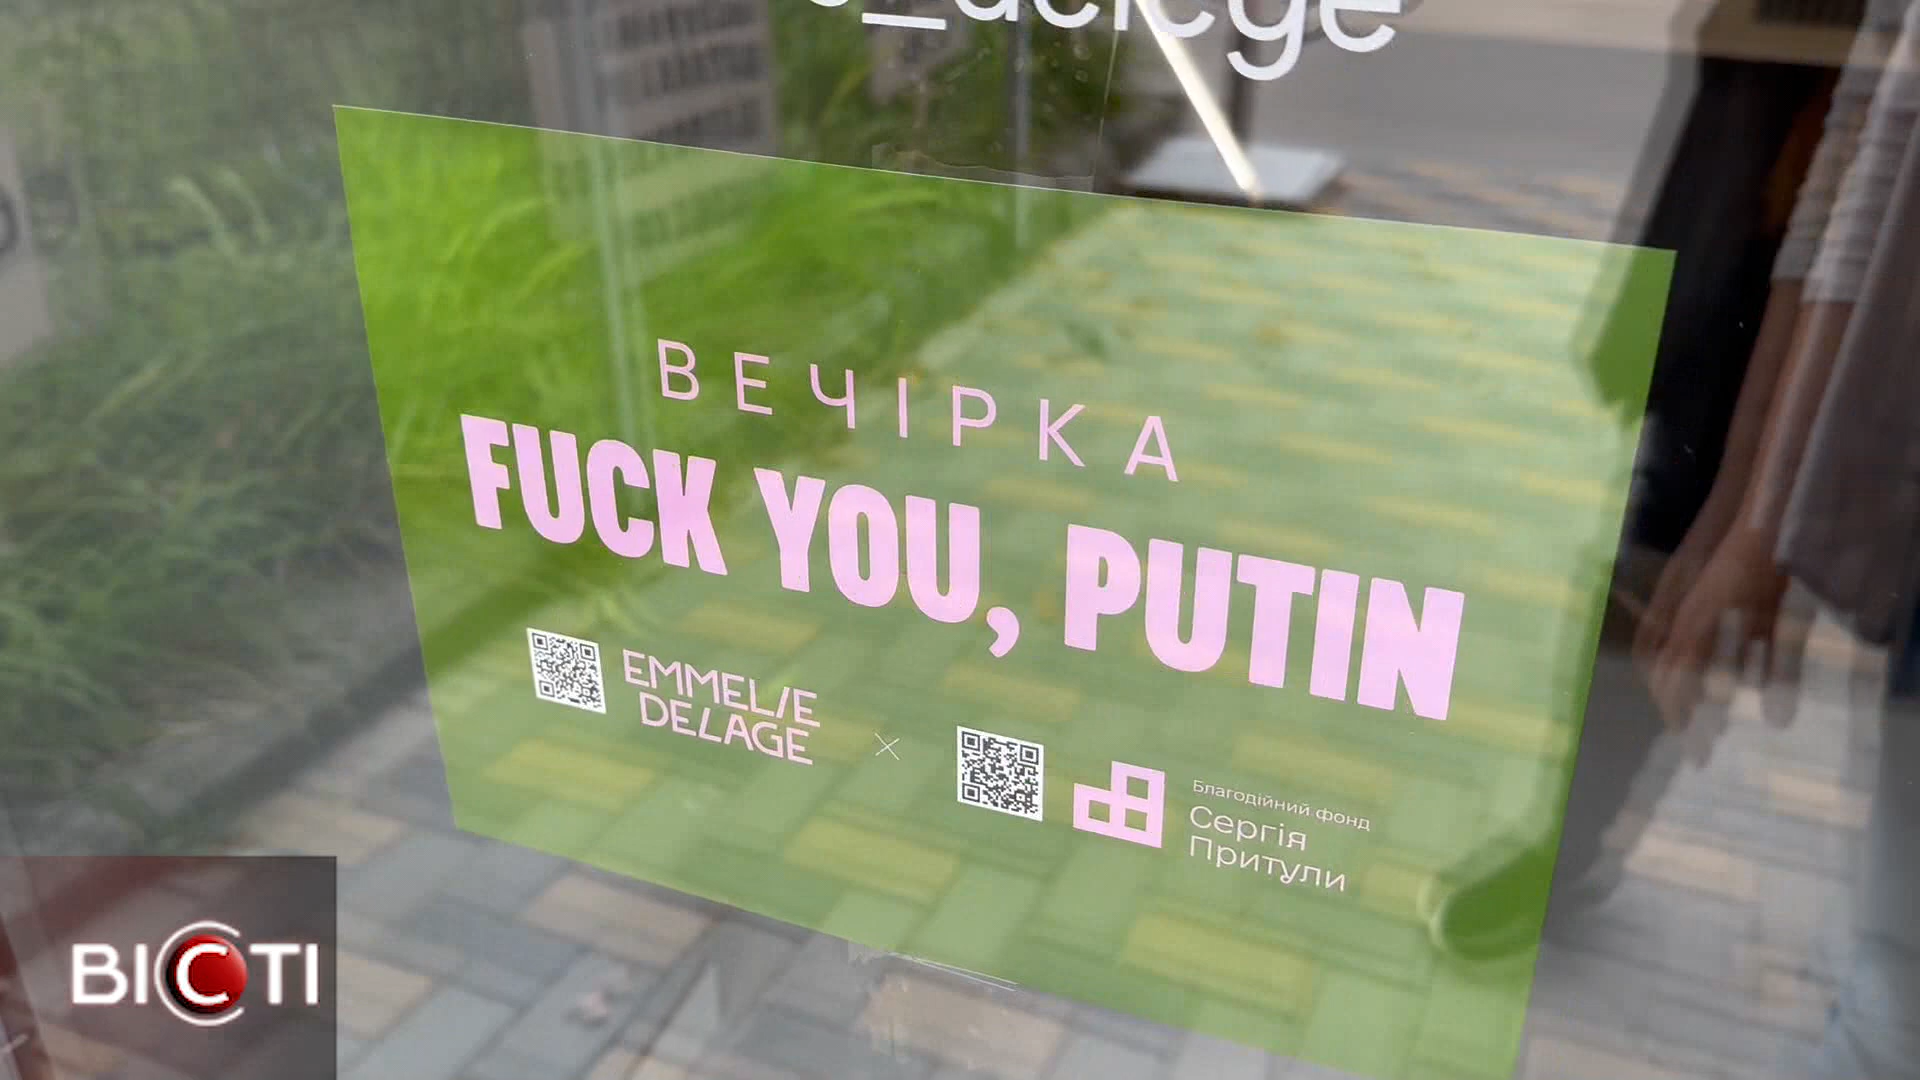 ВЕЧІРКА
FUCK YOU, PUTIN
EMMELIE
DELAGE
×
Благодійний фонд
Сергія
Притули
ВІСТІ